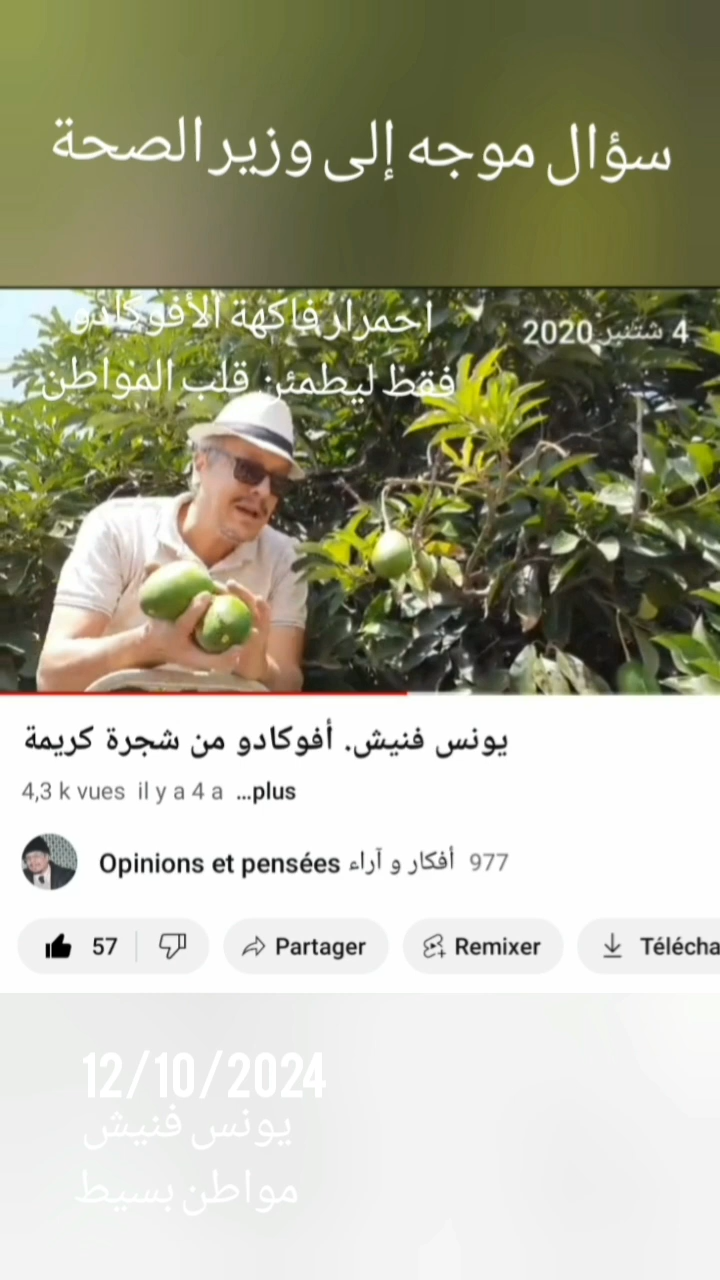 سؤال موجه إلى وزير الصحة
احمرار فاكهة الأفوكادو
4 شتنبر 2020
فقط ليطمئن قلب المواطن
يونس فنيش. أفوكادو من شجرة كريمة
4,3 k vues il y a 4 a ...plus
Opinions et pensées أفكار و آراء 977
57 Partager Remixer Télécha
12/10/2024
يونس فنيش
مواطن بسيط